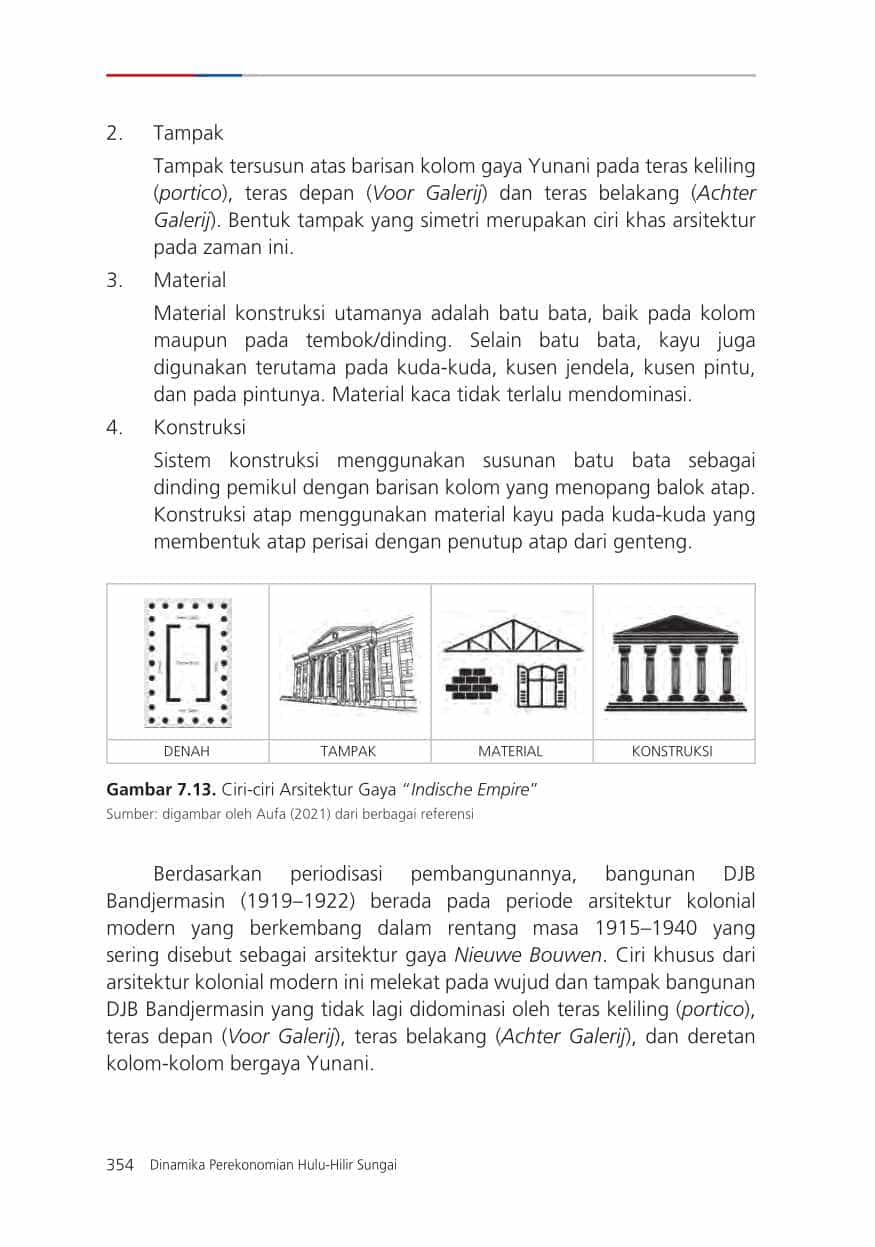 2. Tampak
Tampak tersusun atas barisan kolom gaya Yunani pada teras keliling
(portico), teras depan (Voor Galerij) dan teras belakang (Achter
Galerij). Bentuk tampak yang simetri merupakan ciri khas arsitektur
pada zaman ini.
3. Material
Material konstruksi utamanya adalah batu bata, baik pada kolom
maupun pada tembok/dinding. Selain batu bata, kayu juga
digunakan terutama pada kuda-kuda, kusen jendela, kusen pintu,
dan pada pintunya. Material kaca tidak terlalu mendominasi.
4. Konstruksi
Sistem konstruksi menggunakan susunan batu bata sebagai
dinding pemikul dengan barisan kolom yang menopang balok atap.
Konstruksi atap menggunakan material kayu pada kuda-kuda yang
membentuk atap perisai dengan penutup atap dari genteng.
DENAH TAMPAK MATERIAL KONSTRUKSI
Gambar 7.13. Ciri-ciri Arsitektur Gaya “Indische Empire”
Sumber: digambar oleh Aufa (2021) dari berbagai referensi
Berdasarkan periodisasi pembangunannya, bangunan DJB
Bandjermasin (1919–1922) berada pada periode arsitektur kolonial
modern yang berkembang dalam rentang masa 1915–1940 yang
sering disebut sebagai arsitektur gaya Nieuwe Bouwen. Ciri khusus dari
arsitektur kolonial modern ini melekat pada wujud dan tampak bangunan
DJB Bandjermasin yang tidak lagi didominasi oleh teras keliling (portico),
teras depan (Voor Galerij), teras belakang (Achter Galerij), dan deretan
kolom-kolom bergaya Yunani.
354 Dinamika Perekonomian Hulu-Hilir Sungai